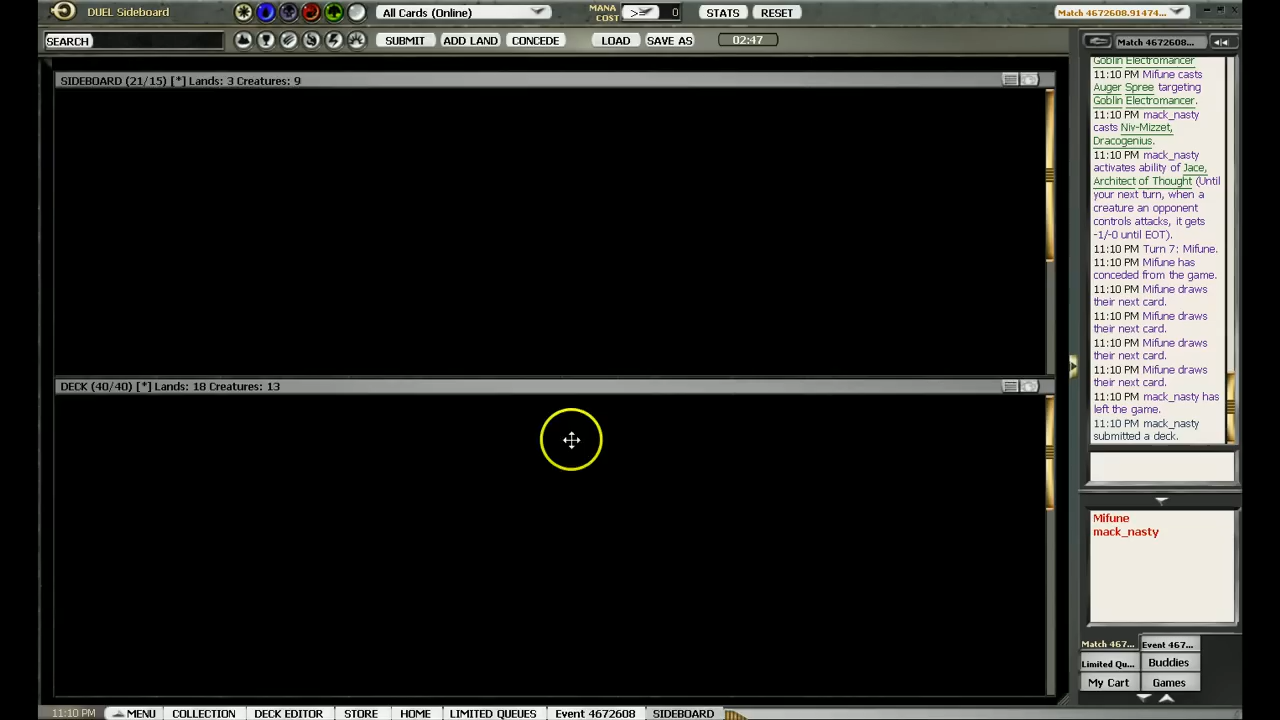 DUEL Sideboard
All Cards (Online)
MANA
COST
>=
0
STATS
RESET
Match 4672608.91474...
SEARCH
SUBMIT
ADD LAND
CONCEDE
LOAD
SAVE AS
02:47
Match 4672608...
SIDEBOARD (21/15) [*] Lands: 3 Creatures: 9
DECK (40/40) [*] Lands: 18 Creatures: 13
Goblin Electromancer
11:10 PM Mifune casts
Auger Spree targeting
Goblin Electromancer.
11:10 PM mack_nasty
casts Niv-Mizzet,
Dracogenius.
11:10 PM mack_nasty
activates ability of Jace,
Architect of Thought (Until
your next turn, when a
creature an opponent
controls attacks, it gets
-1/-0 until EOT).
11:10 PM Turn 7: Mifune.
11:10 PM Mifune has
conceded from the game.
11:10 PM Mifune draws
their next card.
11:10 PM Mifune draws
their next card.
11:10 PM Mifune draws
their next card.
11:10 PM Mifune draws
their next card.
11:10 PM mack_nasty has
left the game.
11:10 PM mack_nasty
submitted a deck.
Mifune
mack_nasty
Match 467...
Event 467...
Limited Qu...
Buddies
My Cart
Games
11:10 PM
MENU
COLLECTION
DECK EDITOR
STORE
HOME
LIMITED QUEUES
Event 4672608
SIDEBOARD